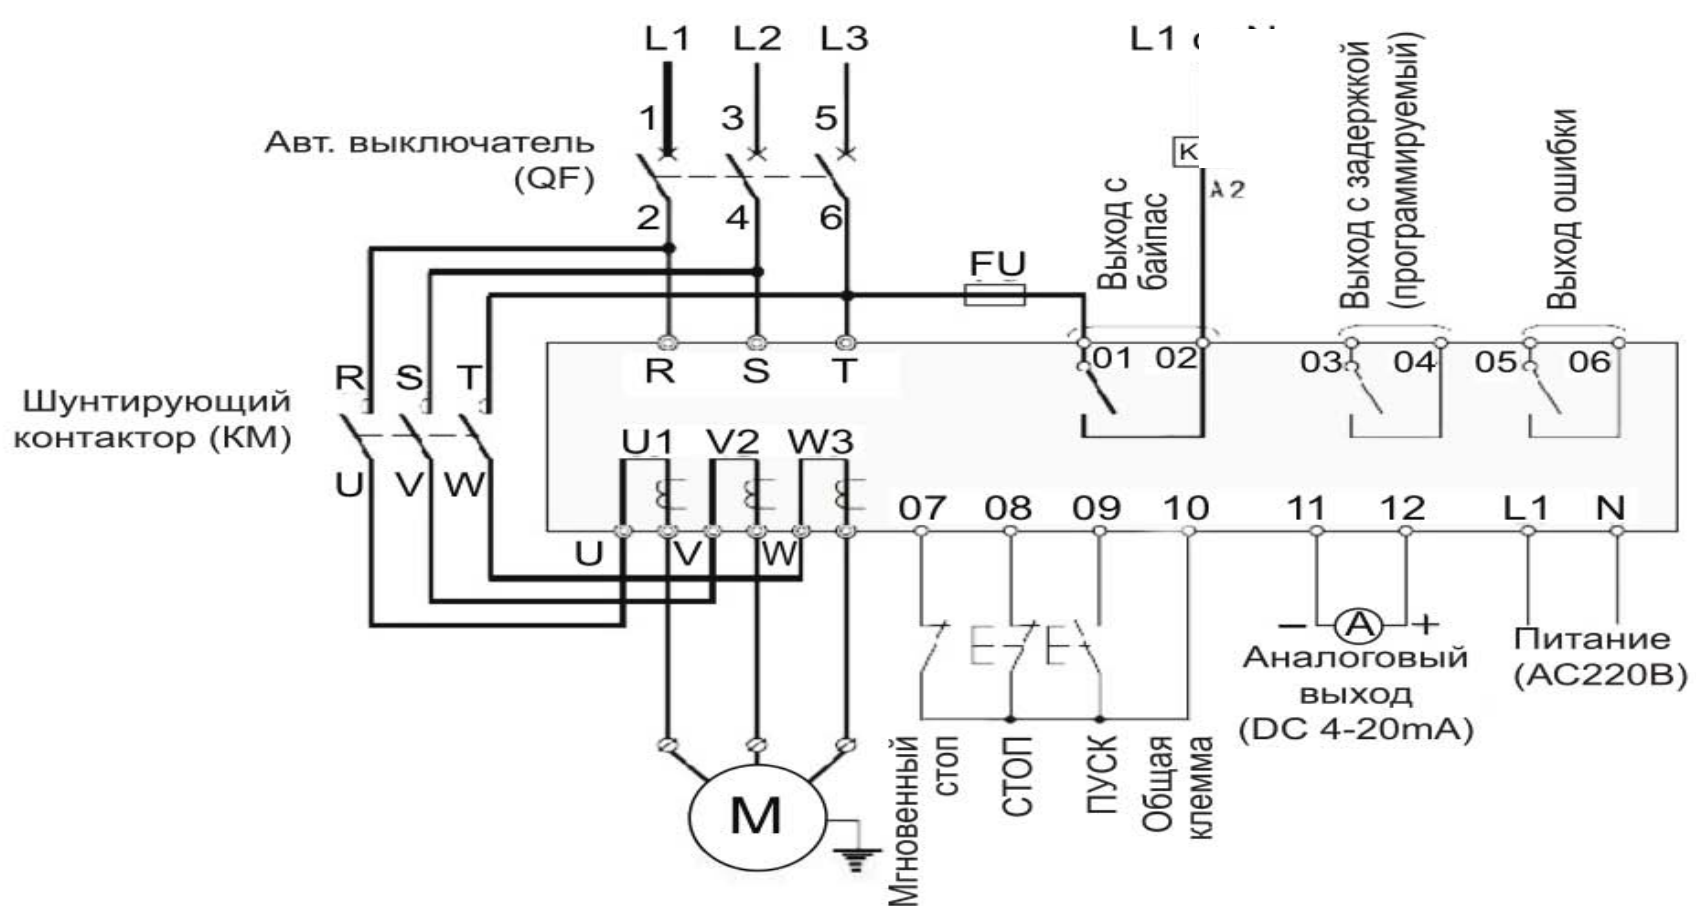 L1 L2 L3 L1
1 3 5
Авт. выключатель
(QF)
K
A2
2 4 6
FU
Выход с
байпас
Выход с задержкой
(программируемый)
Выход ошибки
R S T
01 02 03 04 05 06
R S T
Шунтирующий
контактор (КМ)
U V W
U1 V2 W3
07 08 09 10 11 12 L1 N
U V W
− A +
Аналоговый
выход
(DC 4-20mA)
Питание
(AC220В)
Мгновенный
стоп
СТОП
ПУСК
Общая
клемма
M